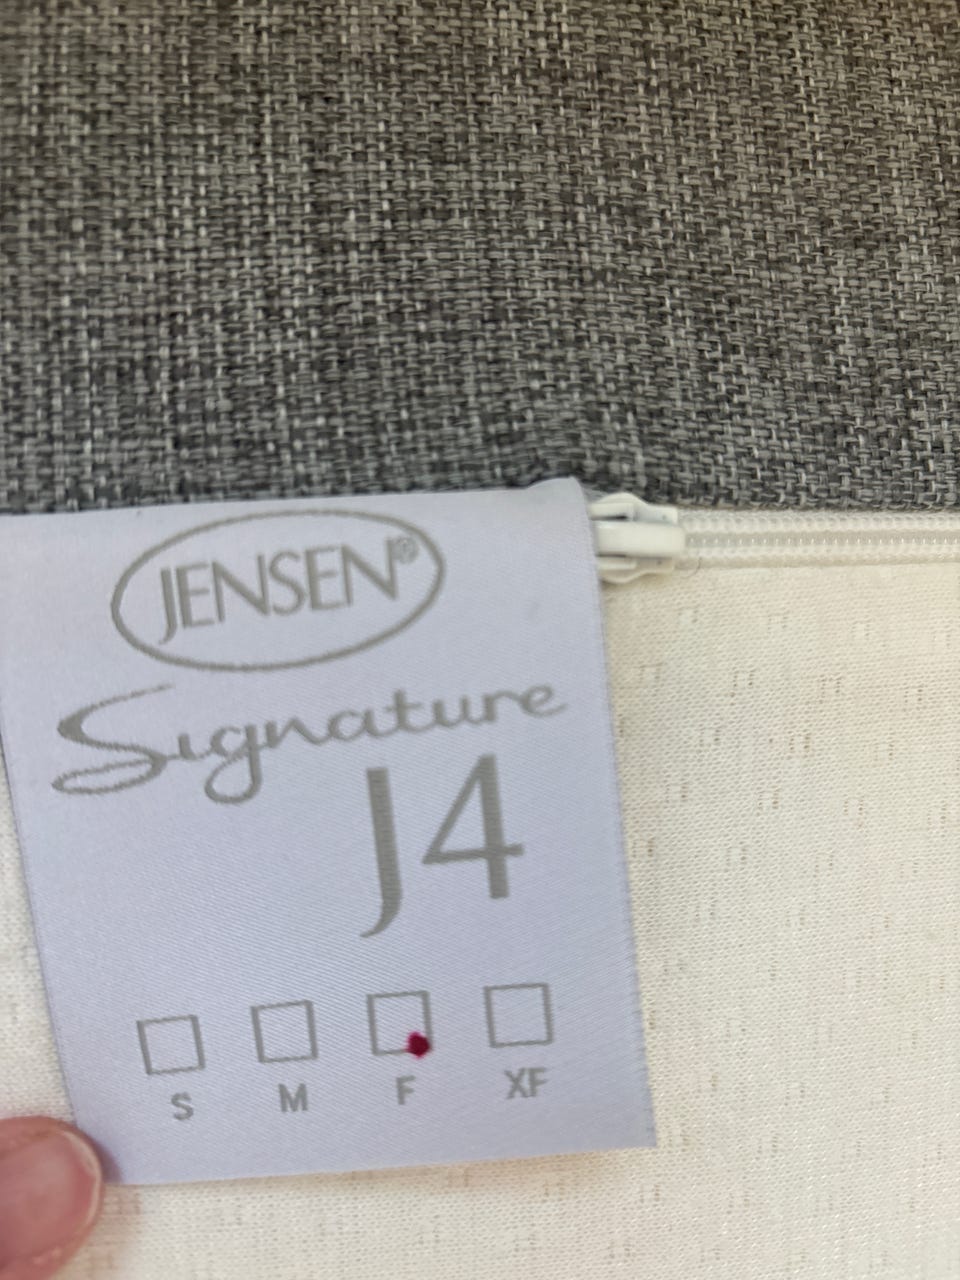 JENSEN®
Signature
J4
S M F XF